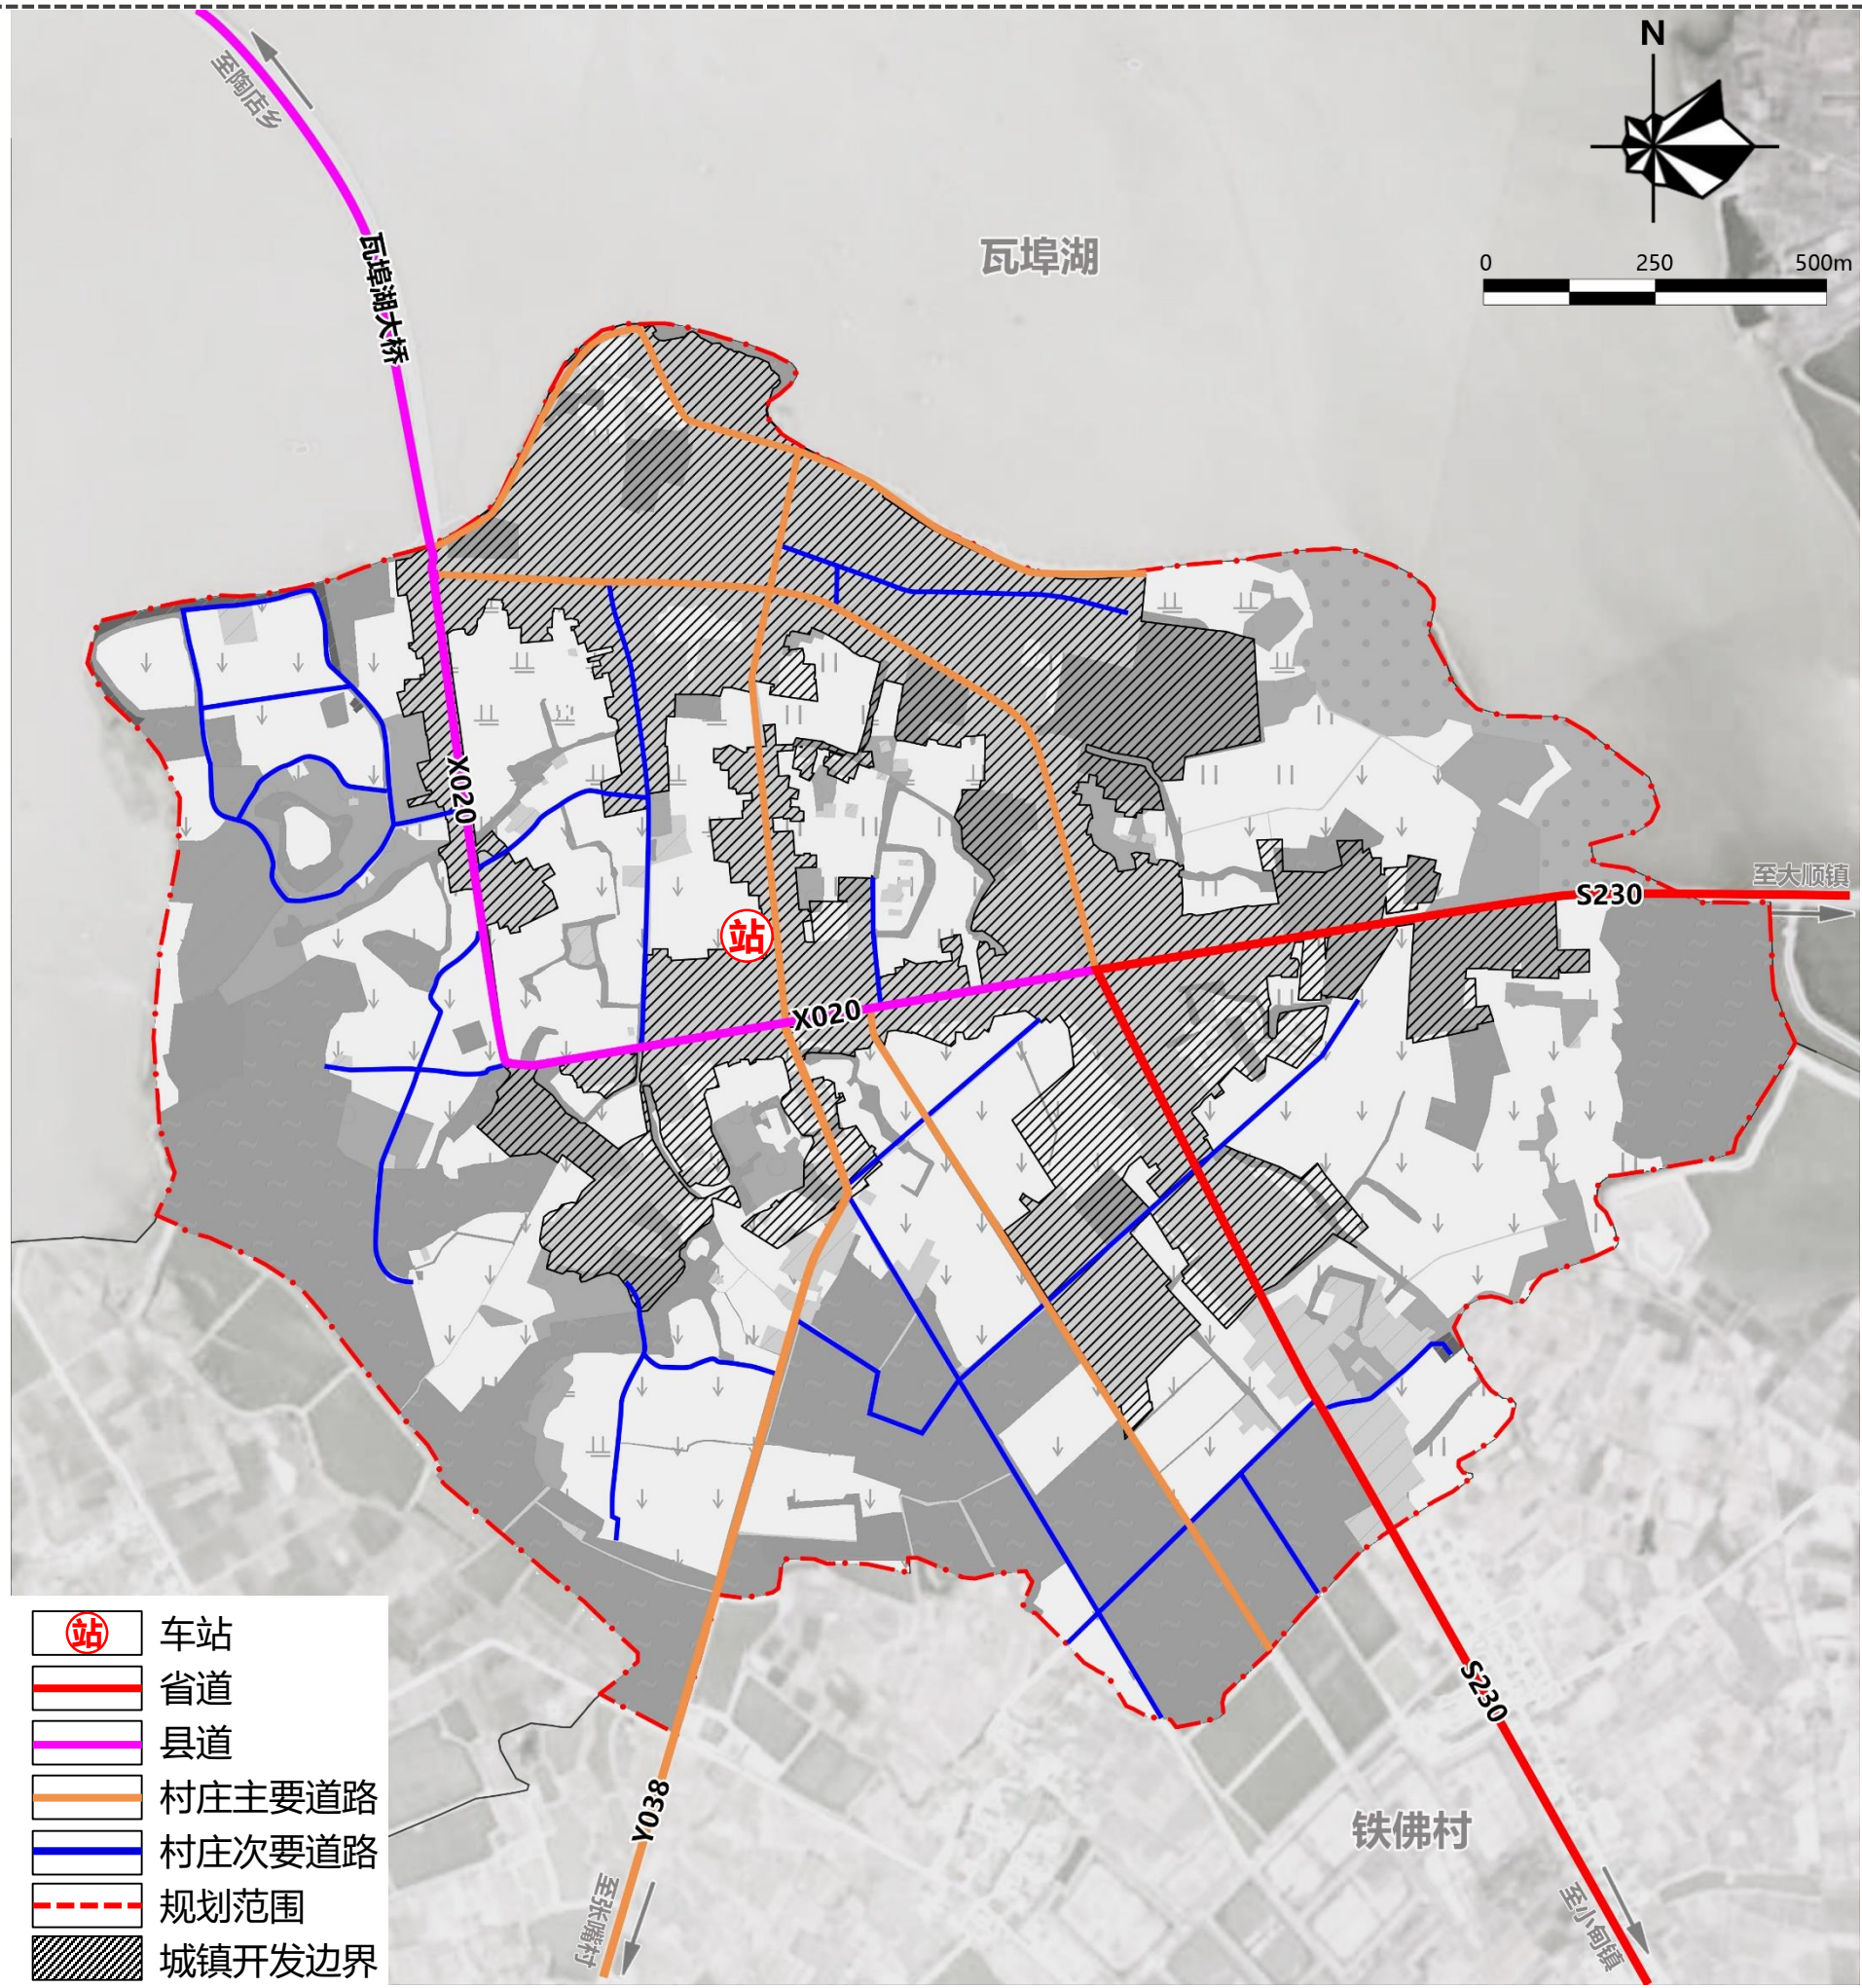 N
至陶店乡
瓦埠湖
0 250 500m
瓦埠湖大桥
X020
至大顺镇
S230
站
X020
站 车站
省道
县道
村庄主要道路
村庄次要道路
规划范围
城镇开发边界
S230
Y038
铁佛村
至张嘴村
至小甸镇